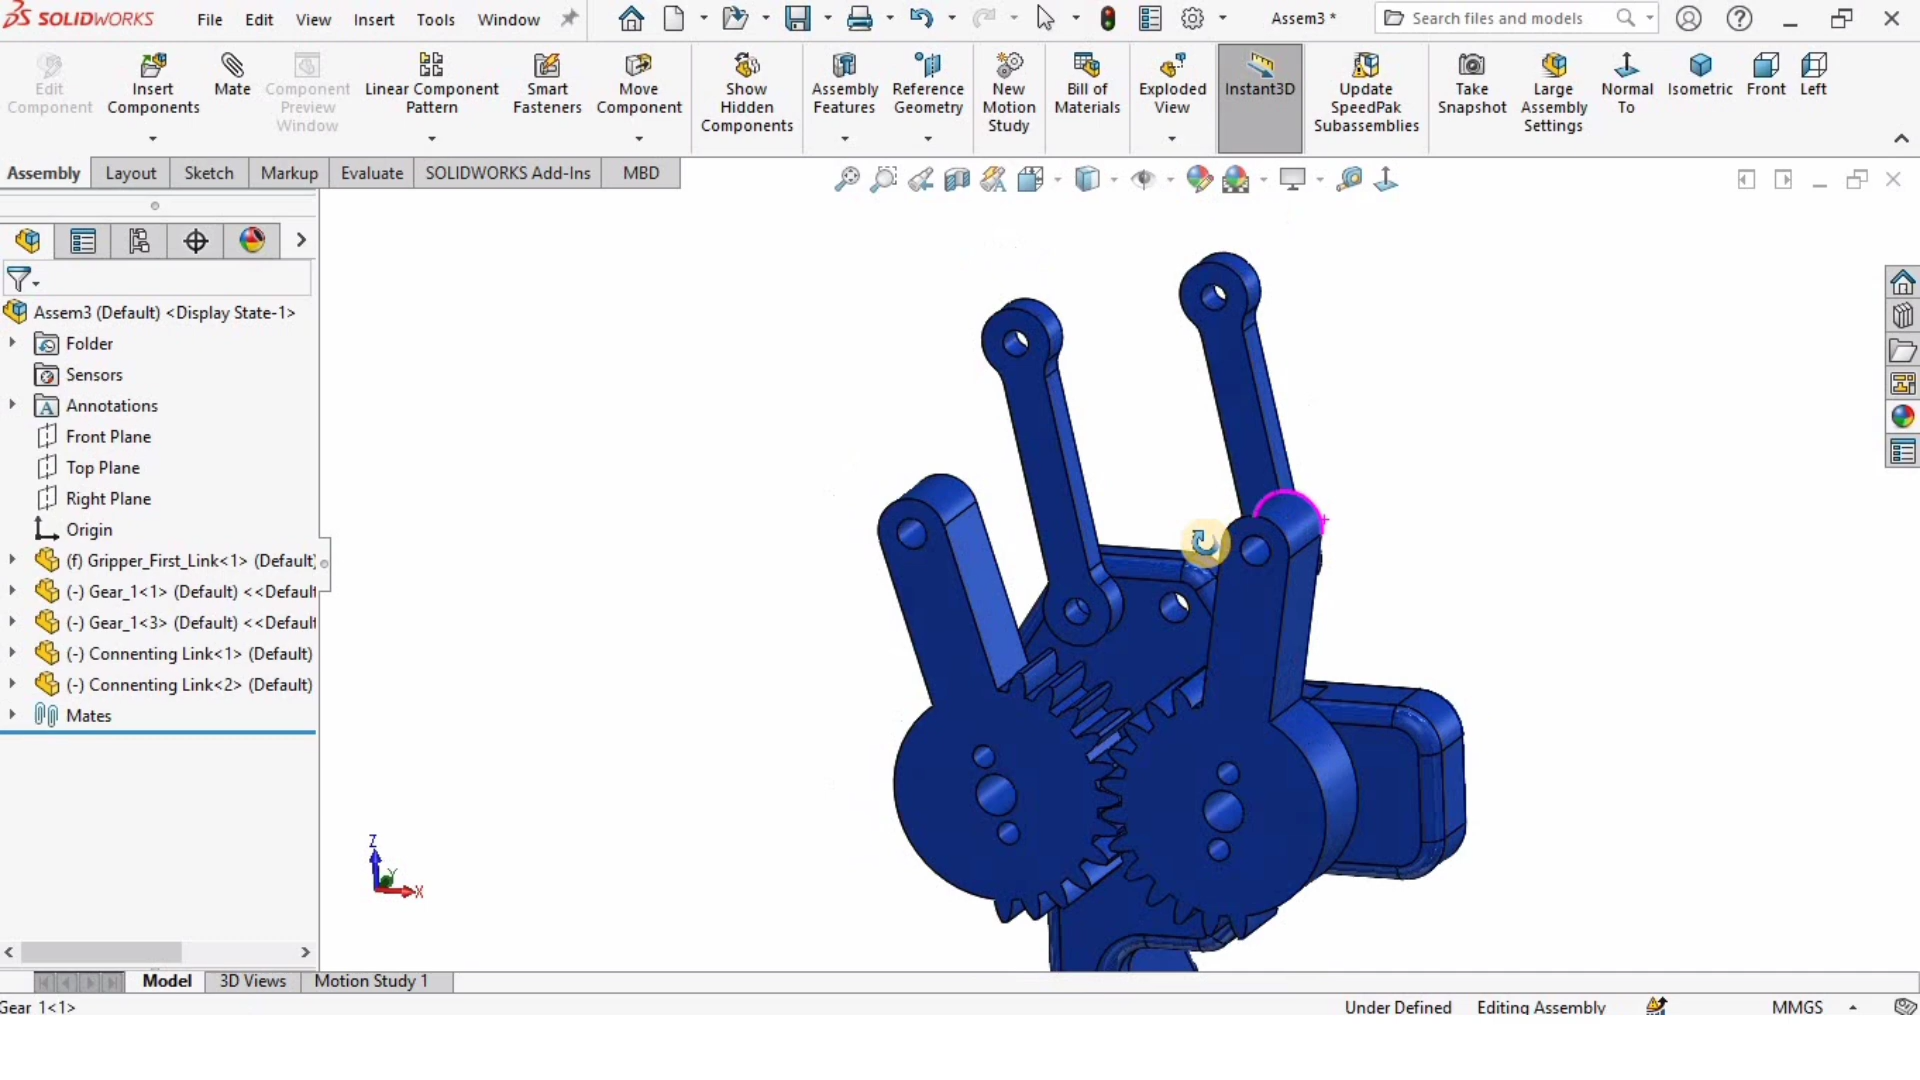 SOLIDWORKS File Edit View Insert Tools Window Assem3 * Search files and models
Edit Component
Insert Components
Mate
Component Preview Window
Linear Component Pattern
Smart Fasteners
Move Component
Show Hidden Components
Assembly Features
Reference Geometry
New Motion Study
Bill of Materials
Exploded View
Instant3D
Update SpeedPak Subassemblies
Take Snapshot
Large Assembly Settings
Normal To
Isometric
Front
Left
Assembly Layout Sketch Markup Evaluate SOLIDWORKS Add-Ins MBD
Assem3 (Default) <Display State-1>
Folder
Sensors
Annotations
Front Plane
Top Plane
Right Plane
Origin
(f) Gripper_First_Link<1> (Default)
(-) Gear_1<1> (Default) <<Default
(-) Gear_1<3> (Default) <<Default
(-) Connenting Link<1> (Default)
(-) Connenting Link<2> (Default)
Mates
Z
Y
X
Model 3D Views Motion Study 1
Gear_1<1> Under Defined Editing Assembly MMGS